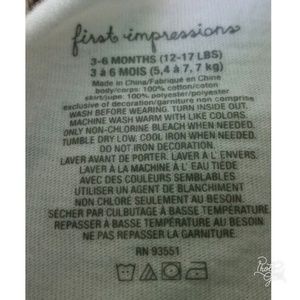 first impressions
3-6 MONTHS (12-17 LBS)
3 à 6 MOIS (5,4 à 7,7 kg)
Made in China/Fabriqué en Chine
body/corps: 100% cotton/coton
skirt/jupe: 100% polyester/polyester
exclusive of decoration/garniture non comprise
WASH BEFORE WEARING. TURN INSIDE OUT.
MACHINE WASH WARM WITH LIKE COLORS.
ONLY NON-CHLORINE BLEACH WHEN NEEDED.
TUMBLE DRY LOW. COOL IRON WHEN NEEDED.
DO NOT IRON DECORATION.
LAVER AVANT DE PORTER. LAVER À L' ENVERS.
LAVER À LA MACHINE À L' EAU TIÈDE
AVEC DES COULEURS SEMBLABLES.
UTILISER UN AGENT DE BLANCHIMENT
NON CHLORÉ SEULEMENT AU BESOIN.
SÉCHER PAR CULBUTAGE À BASSE TEMPÉRATURE
REPASSER À BASSE TEMPÉRATURE AU BESOIN.
NE PAS REPASSER LA GARNITURE.
RN 93551